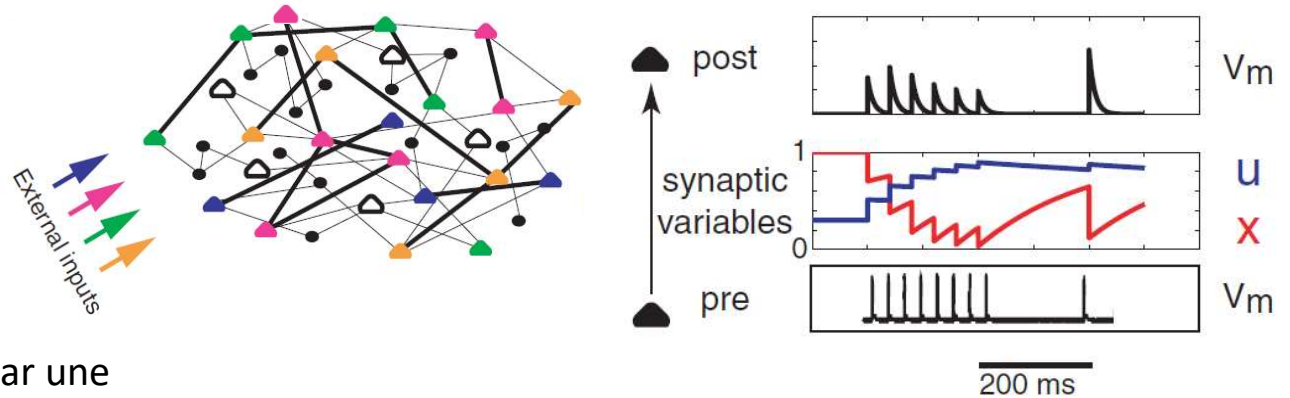 External inputs
ar une
post
synaptic
variables
pre
1
0
Vm
u
x
Vm
200 ms